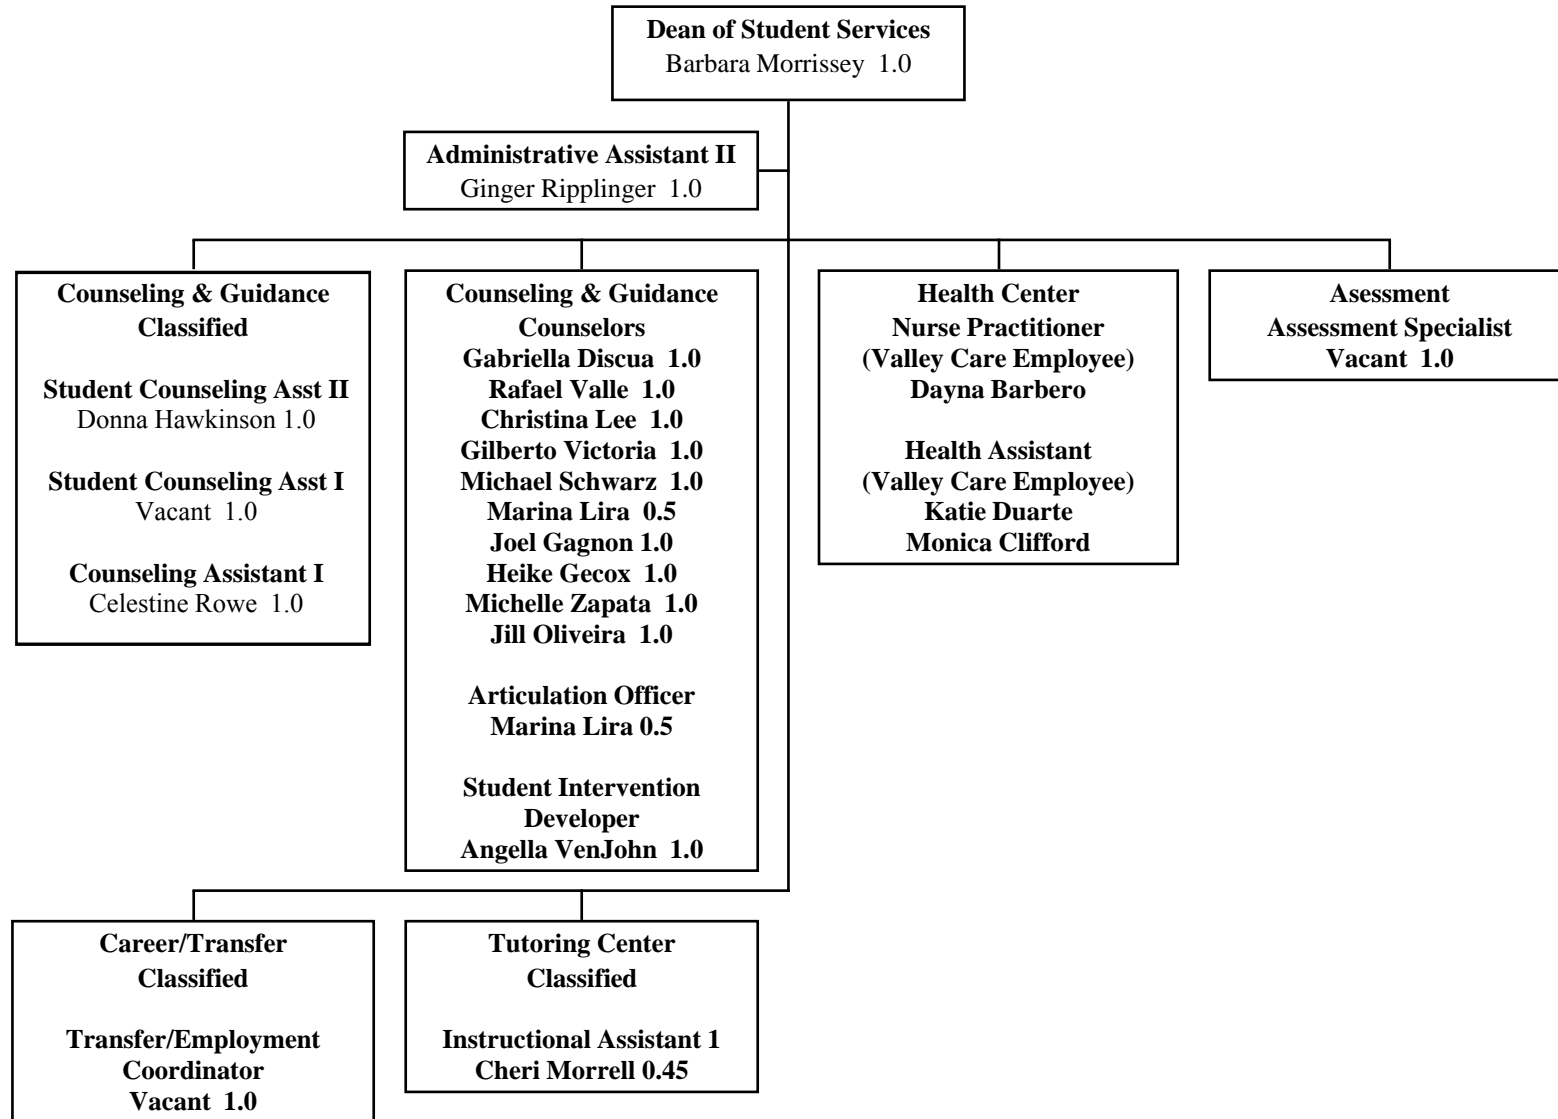 Dean of Student Services
Barbara Morrissey 1.0
Administrative Assistant II
Ginger Ripplinger 1.0
Counseling & Guidance
Classified
Student Counseling Asst II
Donna Hawkinson 1.0
Student Counseling Asst I
Vacant 1.0
Counseling Assistant I
Celestine Rowe 1.0
Counseling & Guidance
Counselors
Gabriella Discua 1.0
Rafael Valle 1.0
Christina Lee 1.0
Gilberto Victoria 1.0
Michael Schwarz 1.0
Marina Lira 0.5
Joel Gagnon 1.0
Heike Gecox 1.0
Michelle Zapata 1.0
Jill Oliveira 1.0
Articulation Officer
Marina Lira 0.5
Student Intervention
Developer
Angella VenJohn 1.0
Health Center
Nurse Practitioner
(Valley Care Employee)
Dayna Barbero
Health Assistant
(Valley Care Employee)
Katie Duarte
Monica Clifford
Asessment
Assessment Specialist
Vacant 1.0
Career/Transfer
Classified
Transfer/Employment
Coordinator
Vacant 1.0
Tutoring Center
Classified
Instructional Assistant 1
Cheri Morrell 0.45